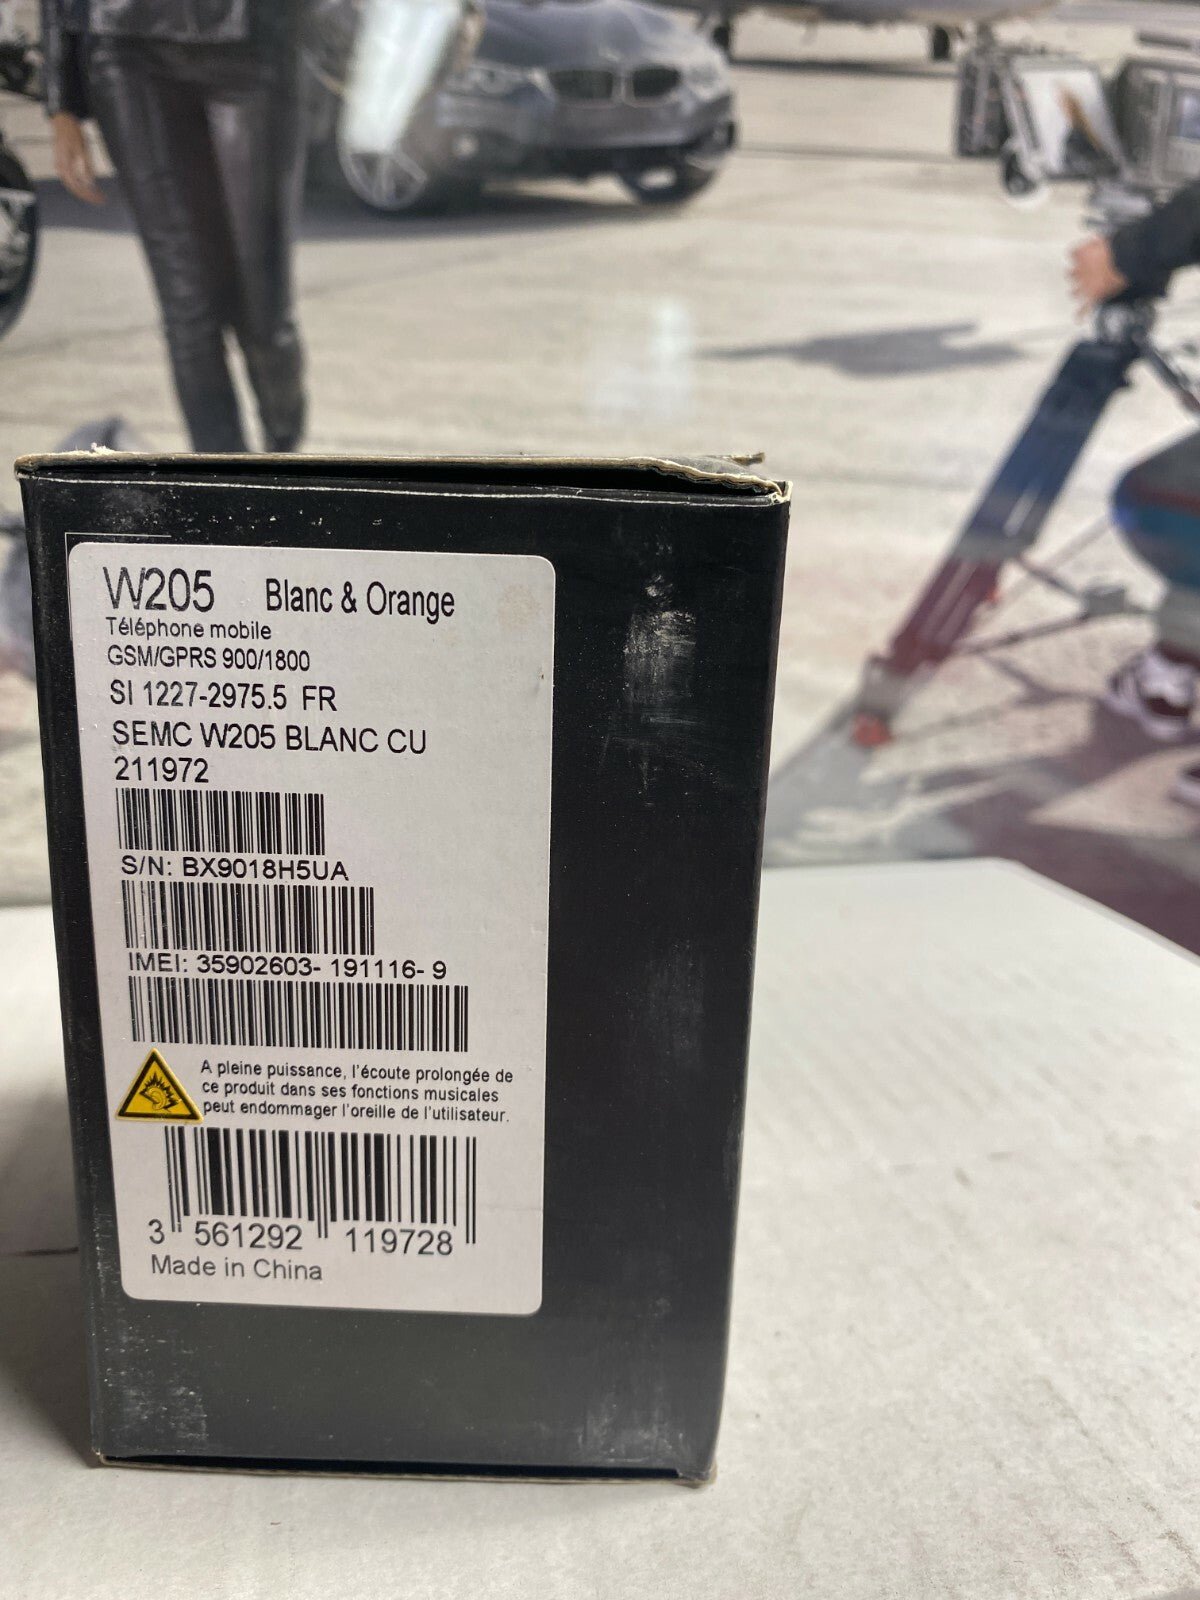 W205 Blanc & Orange
Téléphone mobile
GSM/GPRS 900/1800
SI 1227-2975.5 FR
SEMC W205 BLANC CU
211972
S/N: BX9018H5UA
IMEI: 35902603- 191116- 9
A pleine puissance, l'écoute prolongée de
ce produit dans ses fonctions musicales
peut endommager l'oreille de l'utilisateur.
3 561292 119728
Made in China